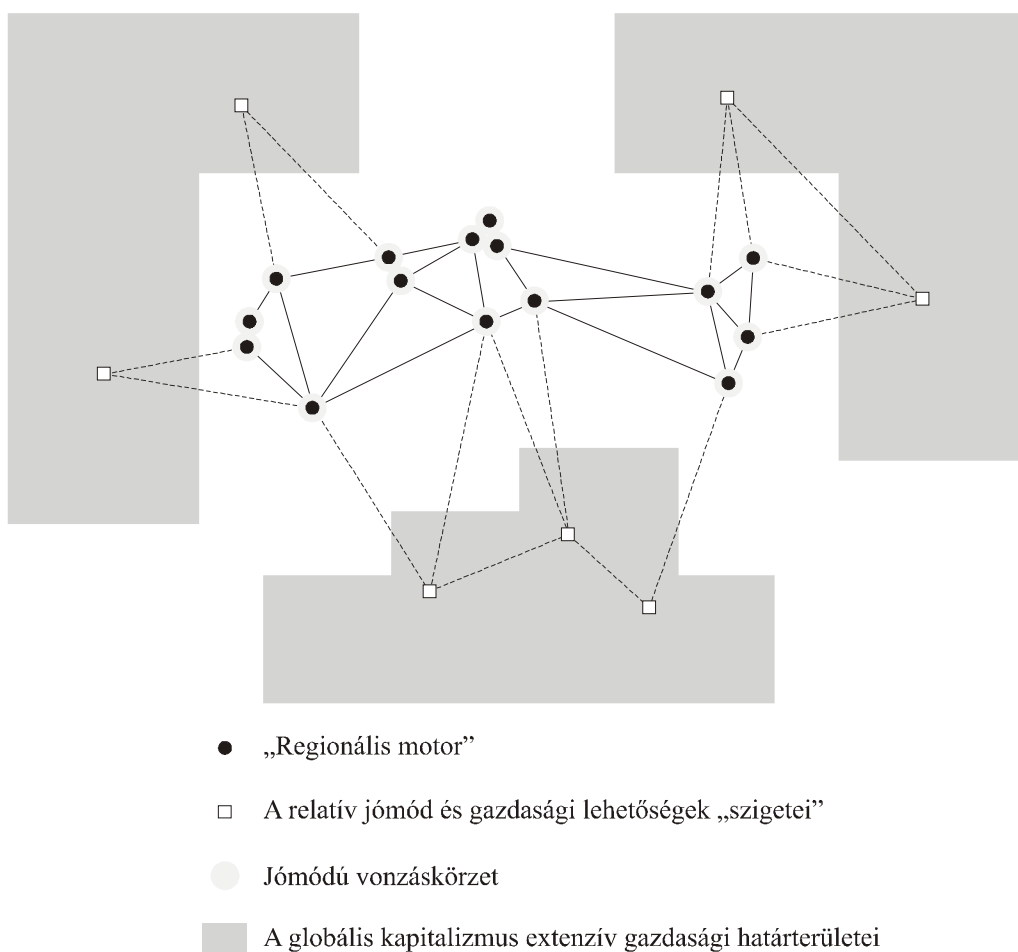 „Regionális motor”
A relatív jómód és gazdasági lehetőségek „szigetei”
Jómódú vonzáskörzet
A globális kapitalizmus extenzív gazdasági határterületei